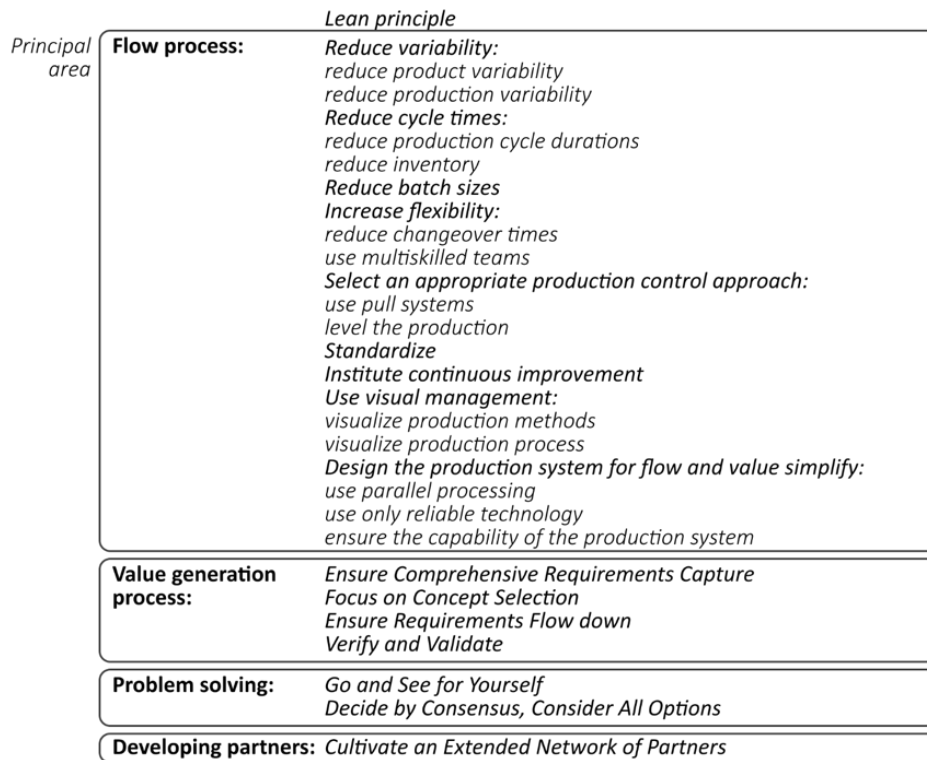 Lean principle
Principal area
Flow process:
Reduce variability:
reduce product variability
reduce production variability
Reduce cycle times:
reduce production cycle durations
reduce inventory
Reduce batch sizes
Increase flexibility:
reduce changeover times
use multiskilled teams
Select an appropriate production control approach:
use pull systems
level the production
Standardize
Institute continuous improvement
Use visual management:
visualize production methods
visualize production process
Design the production system for flow and value simplify:
use parallel processing
use only reliable technology
ensure the capability of the production system
Value generation
process:
Ensure Comprehensive Requirements Capture
Focus on Concept Selection
Ensure Requirements Flow down
Verify and Validate
Problem solving:
Go and See for Yourself
Decide by Consensus, Consider All Options
Developing partners:
Cultivate an Extended Network of Partners